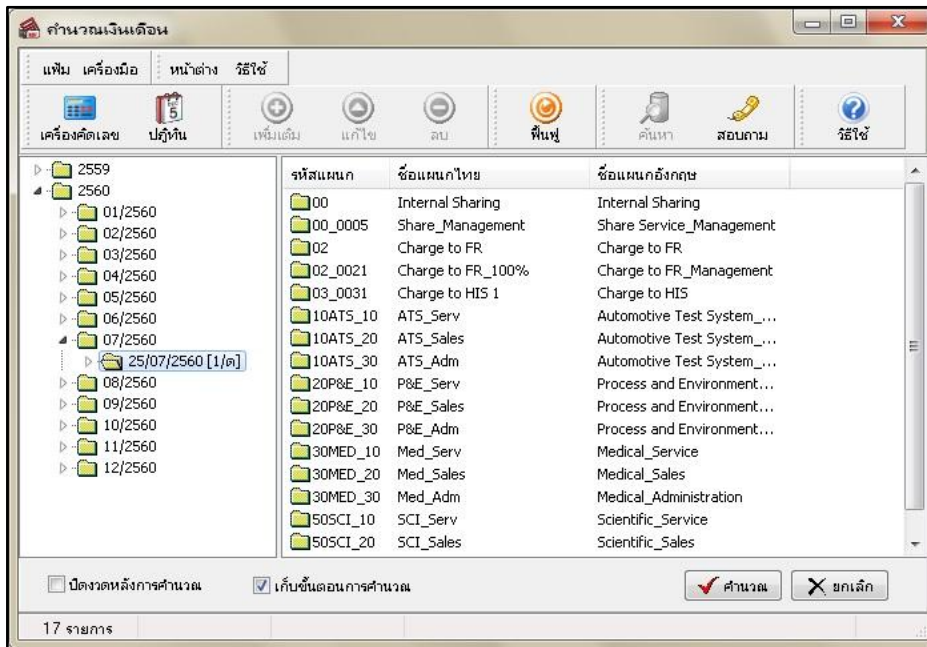 คำนวณเงินเดือน
แฟ้ม เครื่องมือ หน้าต่าง วิธีใช้
เครื่องคิดเลข ปฏิทิน เพิ่มเติม แก้ไข ลบ ฟื้นฟู ค้นหา สอบถาม วิธีใช้
2559
2560
01/2560
02/2560
03/2560
04/2560
05/2560
06/2560
07/2560
25/07/2560 [1/ด]
08/2560
09/2560
10/2560
11/2560
12/2560
รหัสแผนก ชื่อแผนกไทย ชื่อแผนกอังกฤษ
00 Internal Sharing Internal Sharing
00_0005 Share_Management Share Service_Management
02 Charge to FR Charge to FR
02_0021 Charge to FR_100% Charge to FR_Management
03_0031 Charge to HIS 1 Charge to HIS
10ATS_10 ATS_Serv Automotive Test System_...
10ATS_20 ATS_Sales Automotive Test System_...
10ATS_30 ATS_Adm Automotive Test System_...
20P&E_10 P&E_Serv Process and Environment...
20P&E_20 P&E_Sales Process and Environment...
20P&E_30 P&E_Adm Process and Environment...
30MED_10 Med_Serv Medical_Service
30MED_20 Med_Sales Medical_Sales
30MED_30 Med_Adm Medical_Administration
50SCI_10 SCI_Serv Scientific_Service
50SCI_20 SCI_Sales Scientific_Sales
ปิดงวดหลังการคำนวณ เก็บขั้นตอนการคำนวณ คำนวณ ยกเลิก
17 รายการ